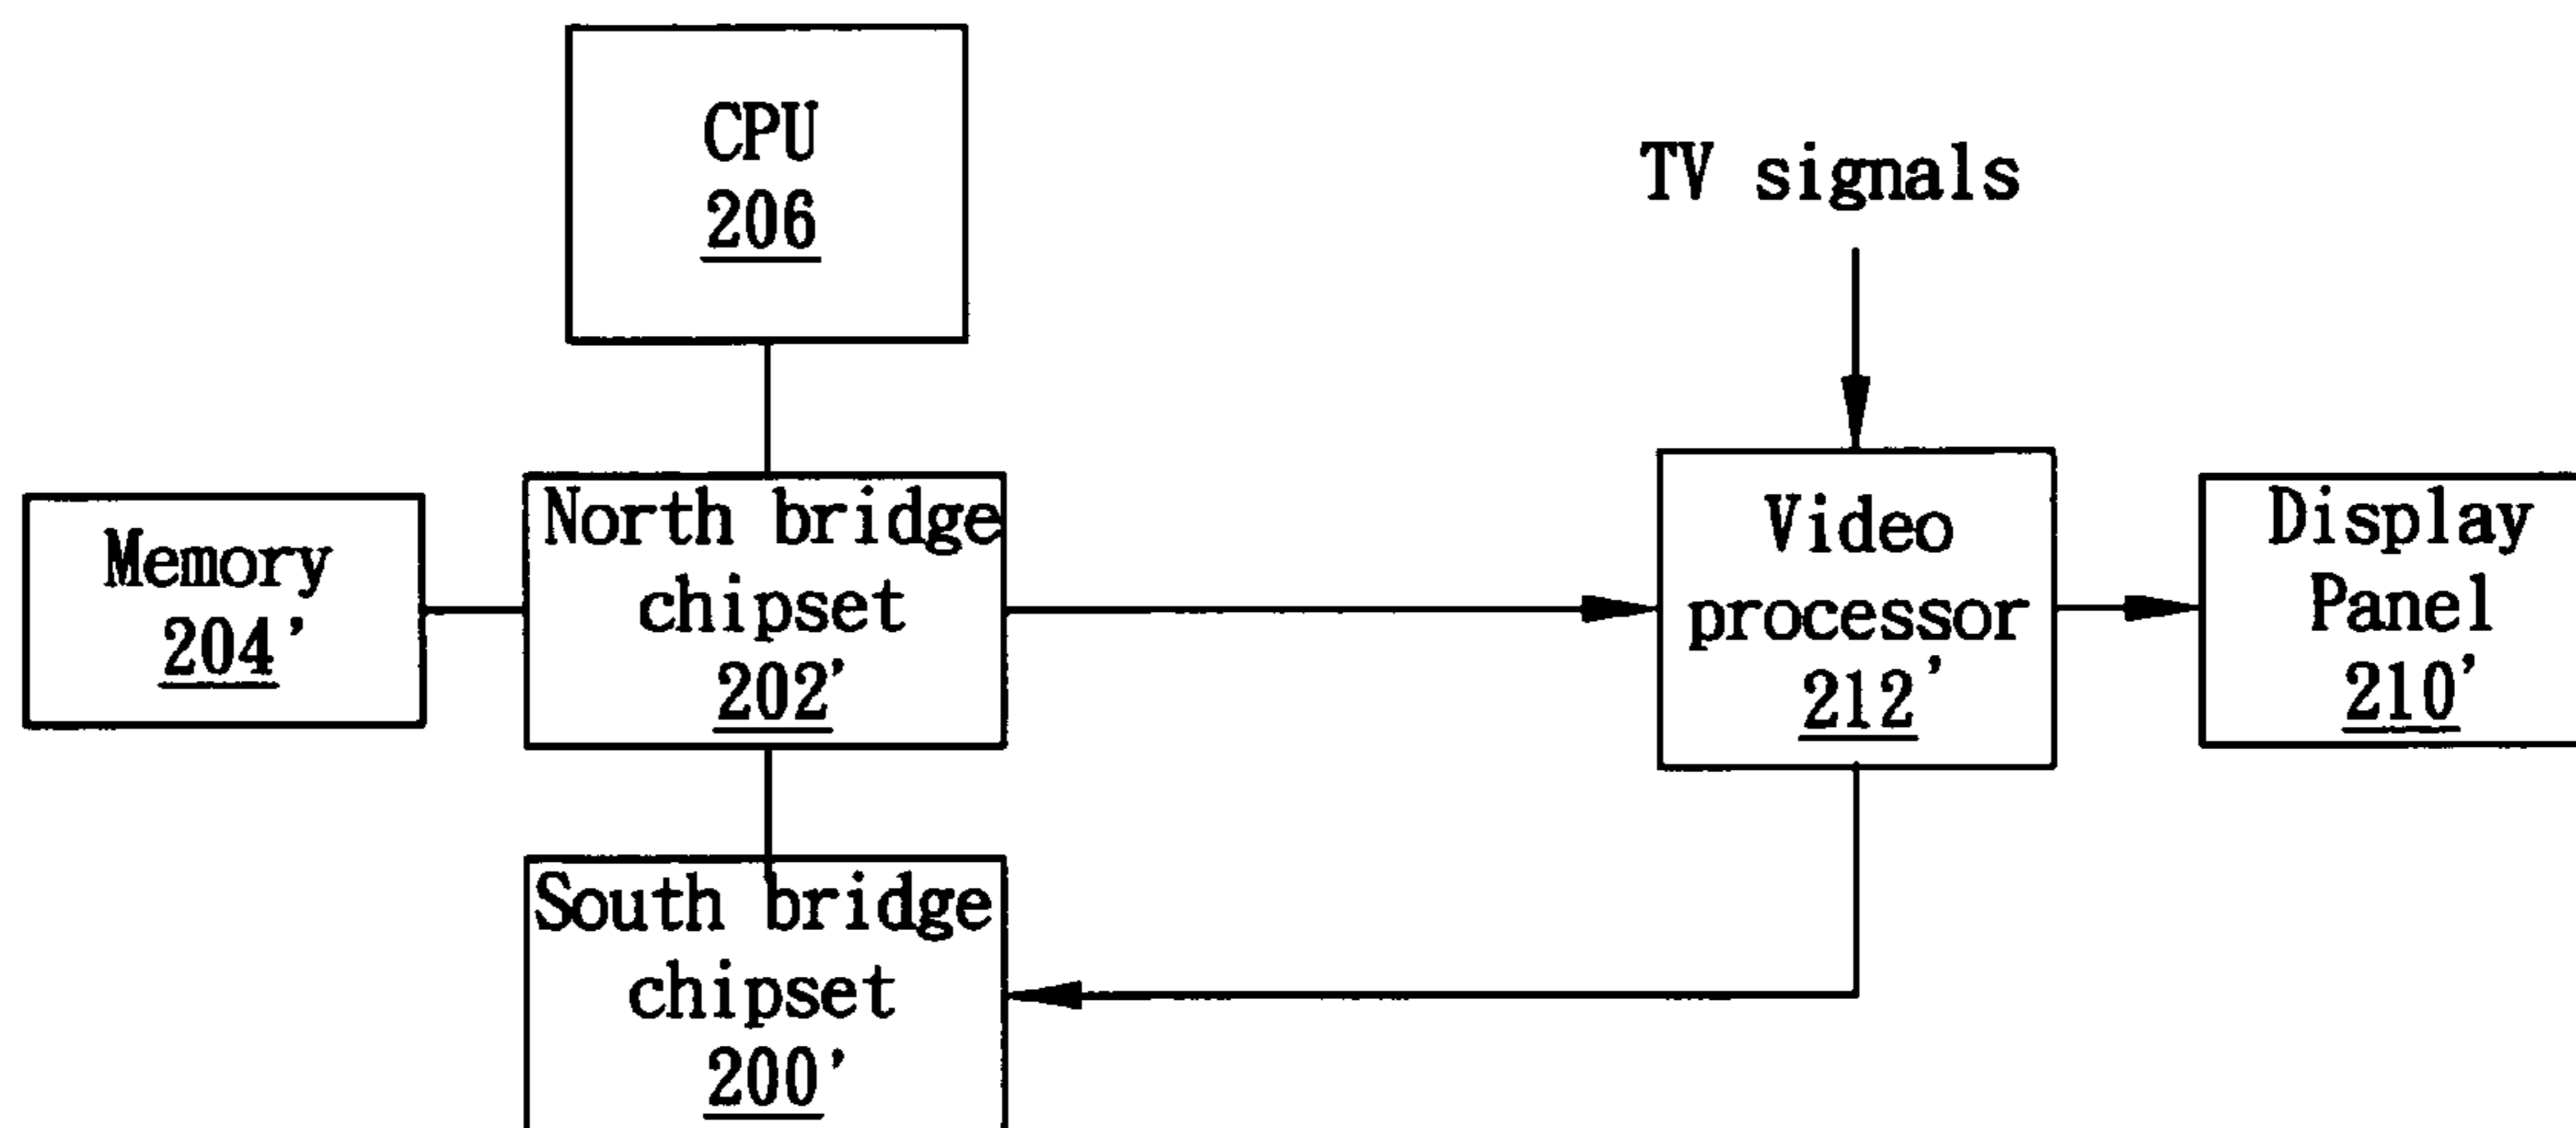 CPU
206
TV signals
Memory
204'
North bridge
chipset
202'
Video
processor
212'
Display
Panel
210'
South bridge
chipset
200'